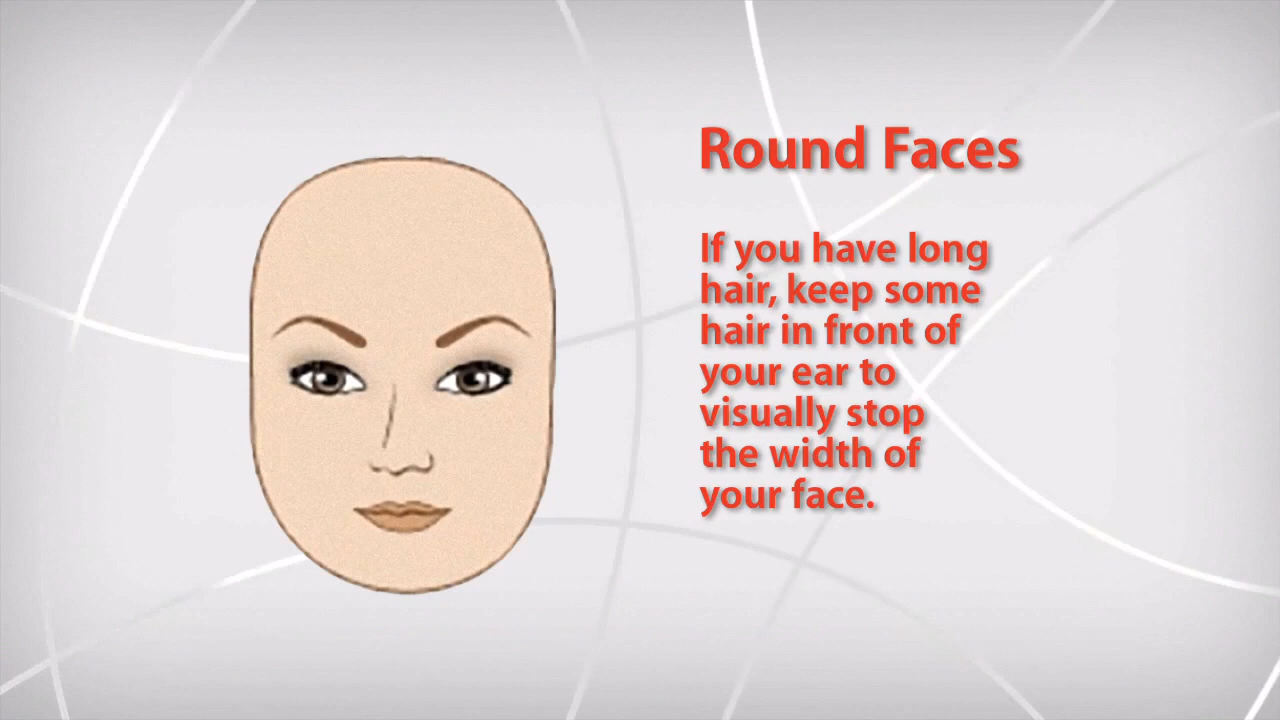 Round Faces
If you have long
hair, keep some
hair in front of
your ear to
visually stop
the width of
your face.